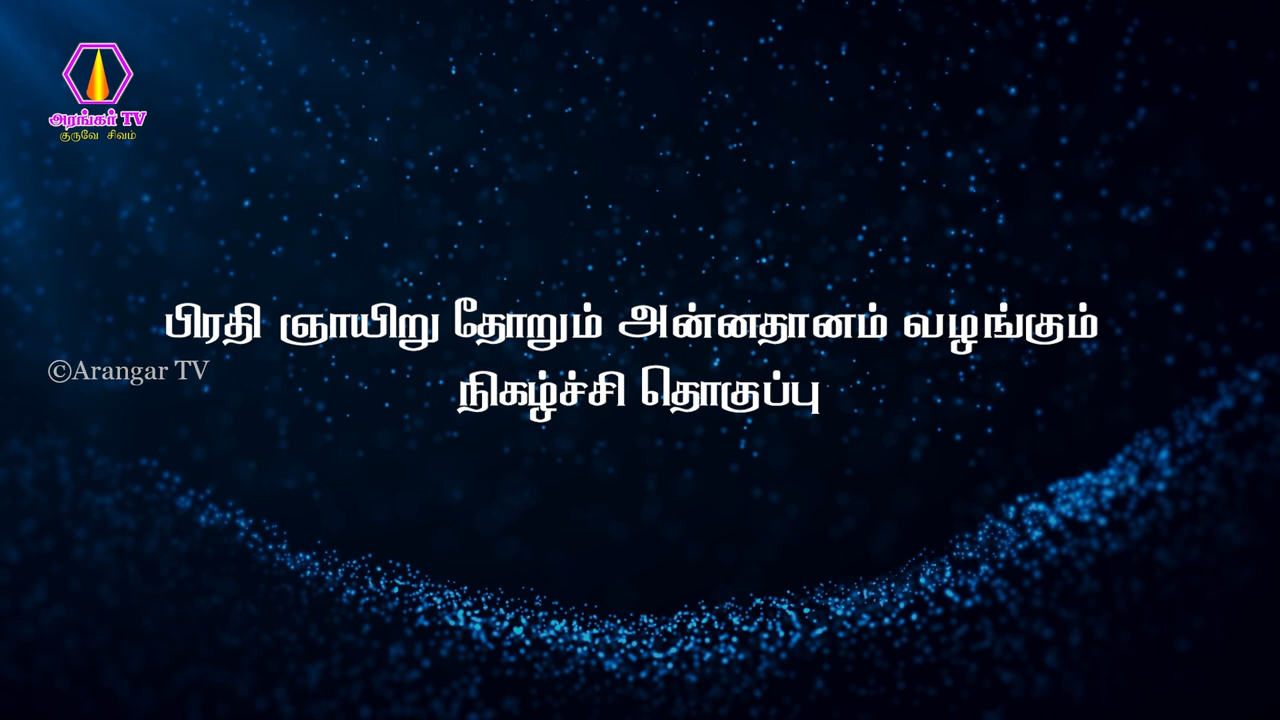 அரங்கர் TV
குருவே சிவம்
பிரதி ஞாயிறு தோறும் அன்னதானம் வழங்கும்
©Arangar TV
நிகழ்ச்சி தொகுப்பு